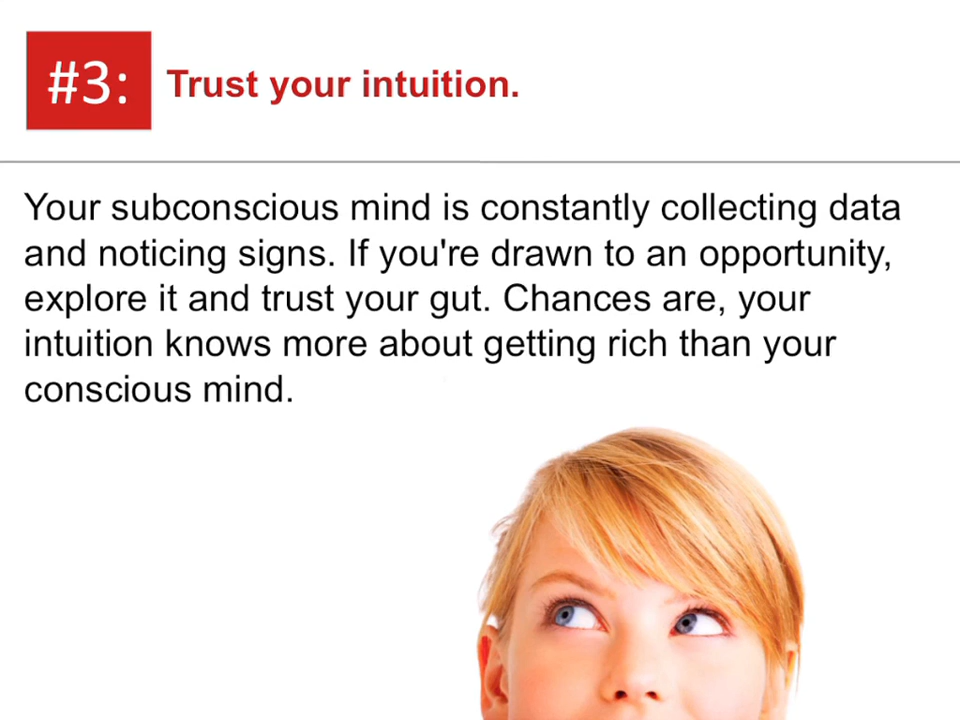 #3:
Trust your intuition.
Your subconscious mind is constantly collecting data
and noticing signs. If you're drawn to an opportunity,
explore it and trust your gut. Chances are, your
intuition knows more about getting rich than your
conscious mind.